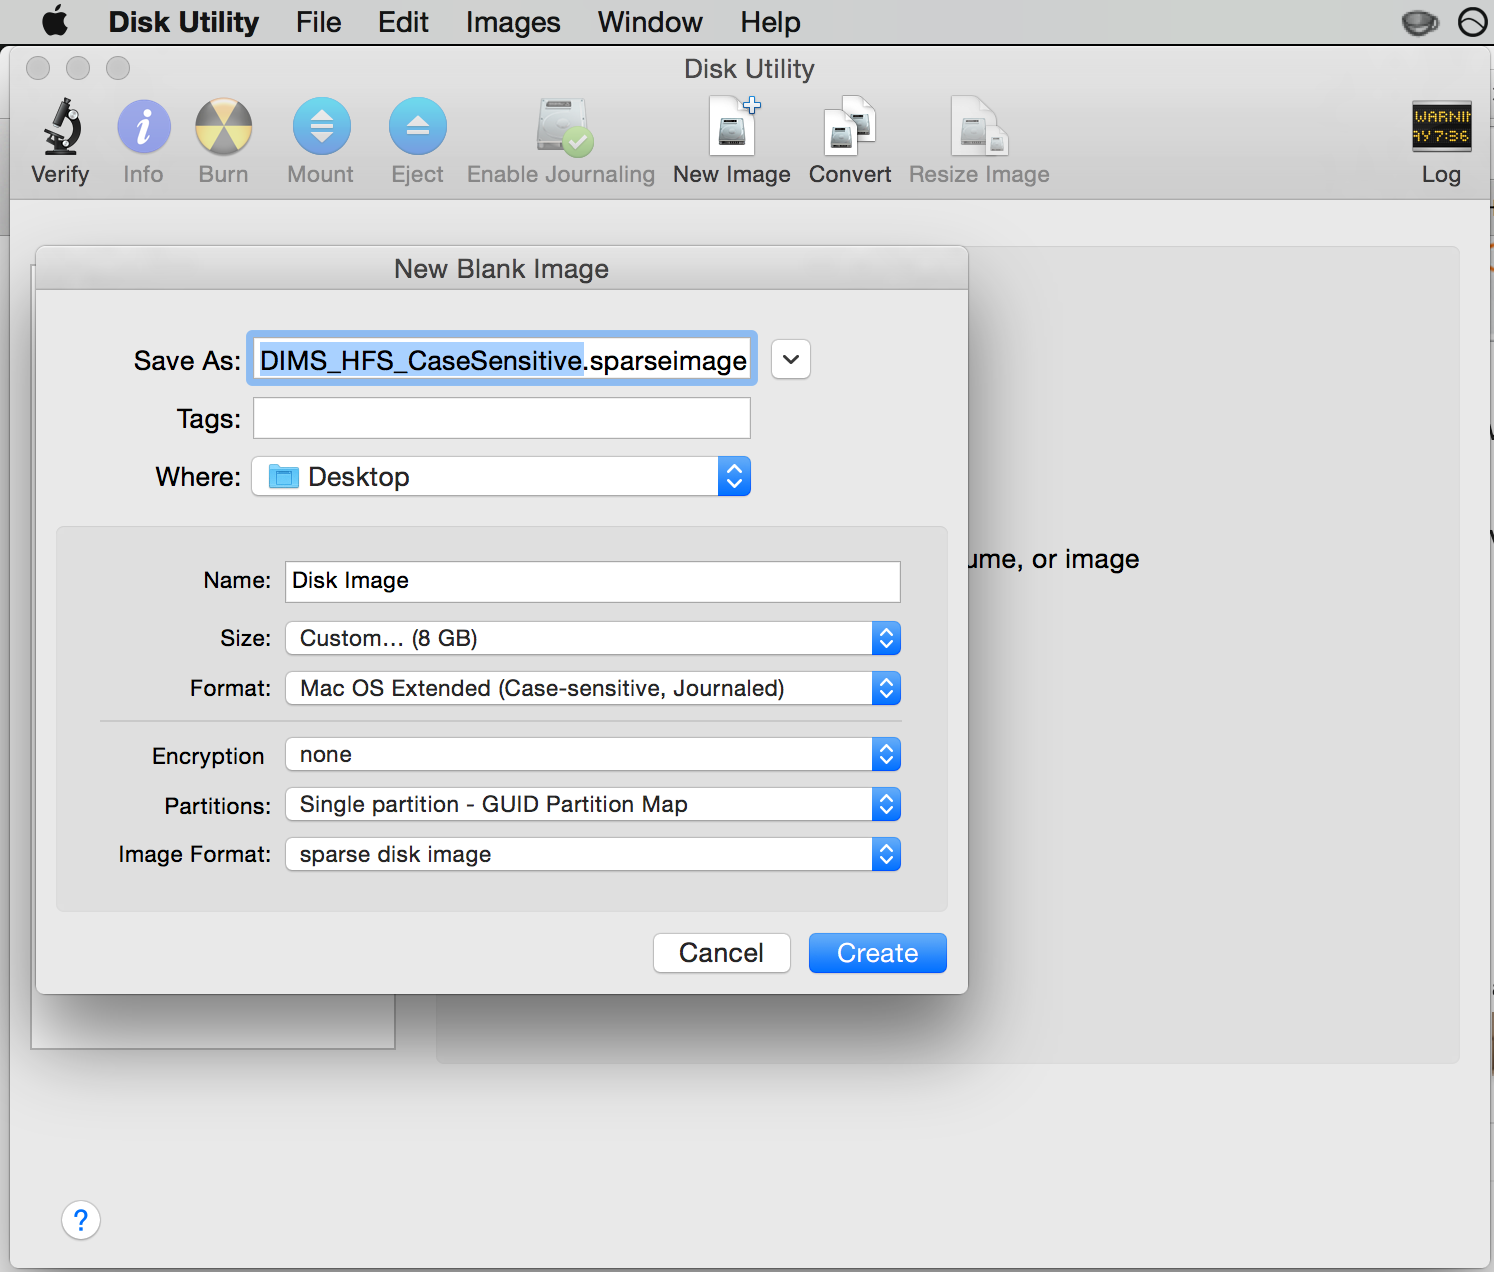 Disk Utility File Edit Images Window Help
Disk Utility
Verify Info Burn Mount Eject Enable Journaling New Image Convert Resize Image Log
WARNIN
AY 7:36
New Blank Image
Save As: DIMS_HFS_CaseSensitive.sparseimage
Tags:
Where: Desktop
ume, or image
Name: Disk Image
Size: Custom... (8 GB)
Format: Mac OS Extended (Case-sensitive, Journaled)
Encryption none
Partitions: Single partition - GUID Partition Map
Image Format: sparse disk image
Cancel Create
?